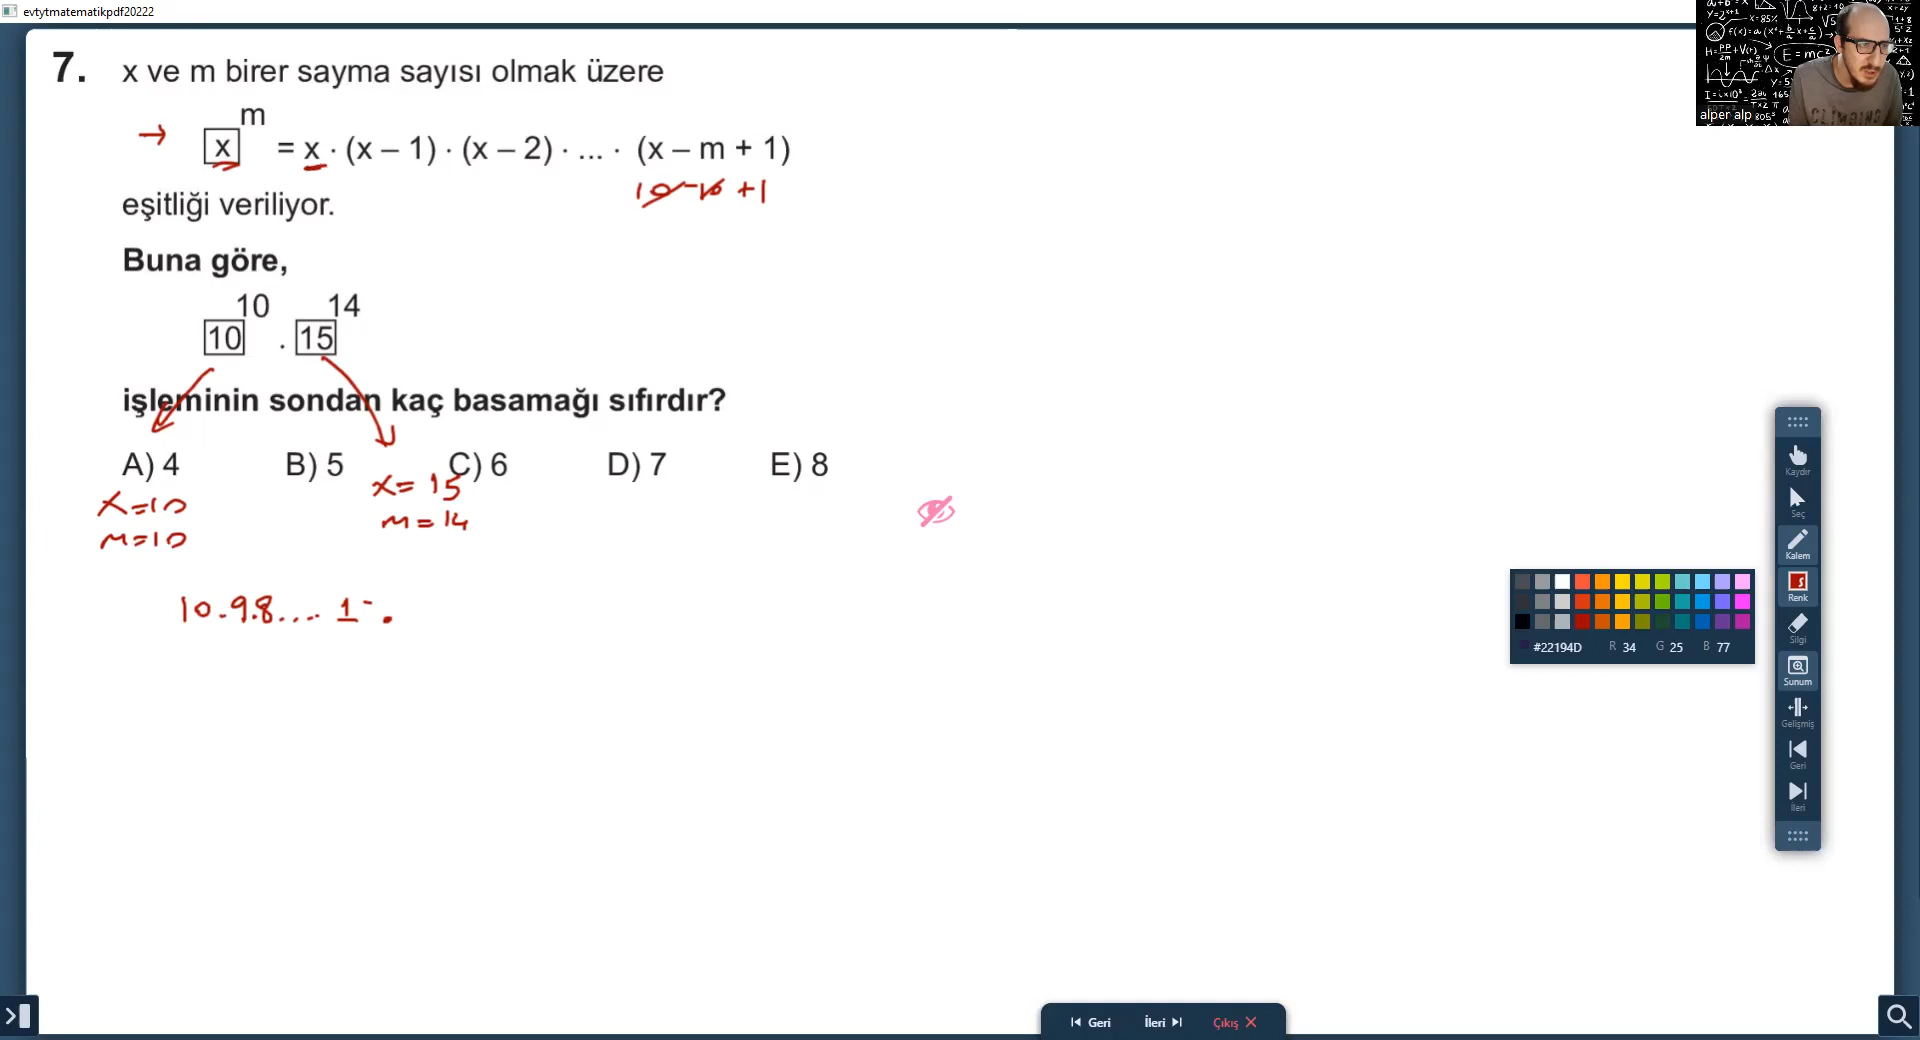 evtytmatematikpdf20222
7. x ve m birer sayma sayısı olmak üzere
→ x m = x · (x – 1) · (x – 2) · ... · (x – m + 1)
10-10 +1
eşitliği veriliyor.
Buna göre,
10 10 . 15 14
işleminin sondan kaç basamağı sıfırdır?
A) 4 B) 5 C) 6 D) 7 E) 8
x=10
m=10
x= 15
m = 14
10.9.8.... 1 .
alper alp
E=mc²
CLIMBING
Kaydır
Seç
Kalem
Renk
Silgi
Sunum
Gelişmiş
Geri
İleri
#22194D R 34 G 25 B 77
Geri İleri Çıkış